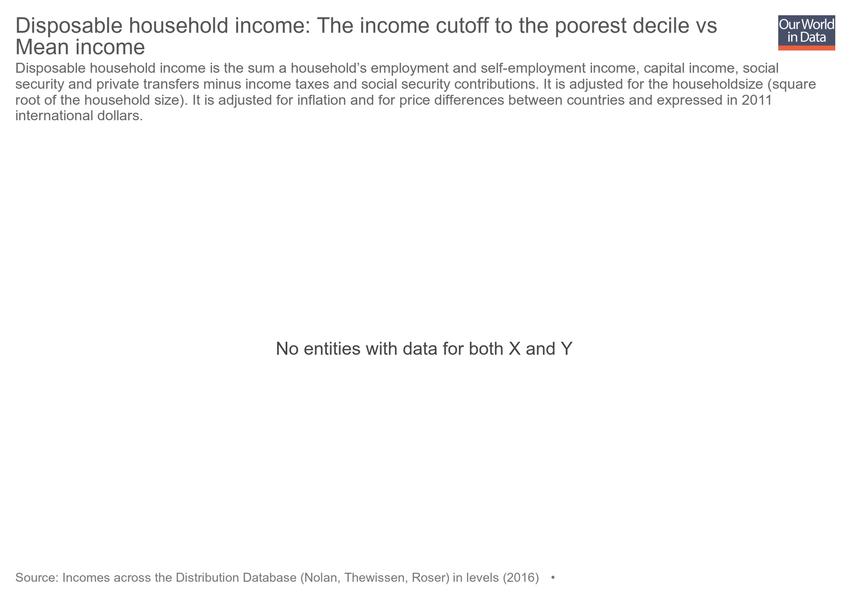 Disposable household income: The income cutoff to the poorest decile vs
Mean income
Our World
in Data
Disposable household income is the sum a household's employment and self-employment income, capital income, social
security and private transfers minus income taxes and social security contributions. It is adjusted for the householdsize (square
root of the household size). It is adjusted for inflation and for price differences between countries and expressed in 2011
international dollars.
No entities with data for both X and Y
Source: Incomes across the Distribution Database (Nolan, Thewissen, Roser) in levels (2016) •